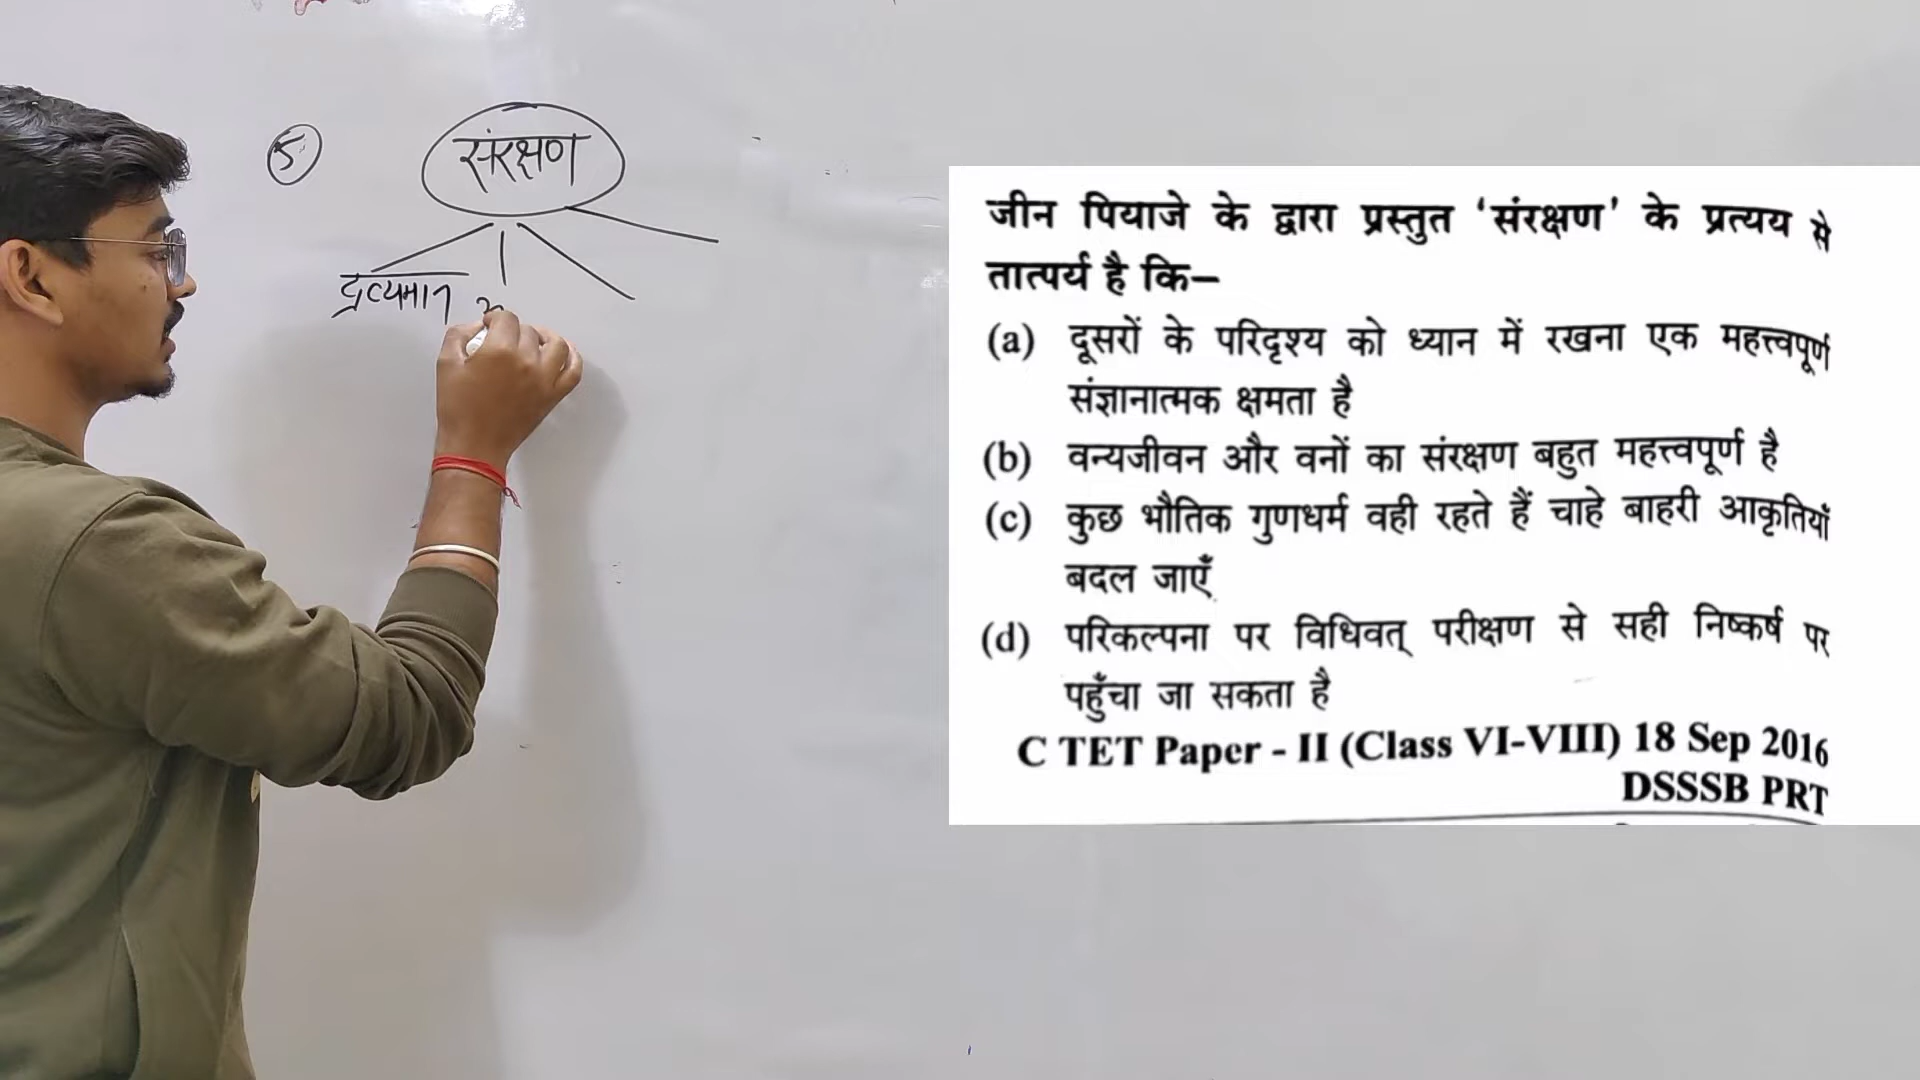 ५
संरक्षण
द्रव्यमान
जीन पियाजे के द्वारा प्रस्तुत ‘संरक्षण’ के प्रत्यय से
तात्पर्य है कि–
(a) दूसरों के परिदृश्य को ध्यान में रखना एक महत्त्वपूर्ण
संज्ञानात्मक क्षमता है
(b) वन्यजीवन और वनों का संरक्षण बहुत महत्त्वपूर्ण है
(c) कुछ भौतिक गुणधर्म वही रहते हैं चाहे बाहरी आकृतियाँ
बदल जाएँ
(d) परिकल्पना पर विधिवत् परीक्षण से सही निष्कर्ष पर
पहुँचा जा सकता है
C TET Paper - II (Class VI-VIII) 18 Sep 2016
DSSSB PRT